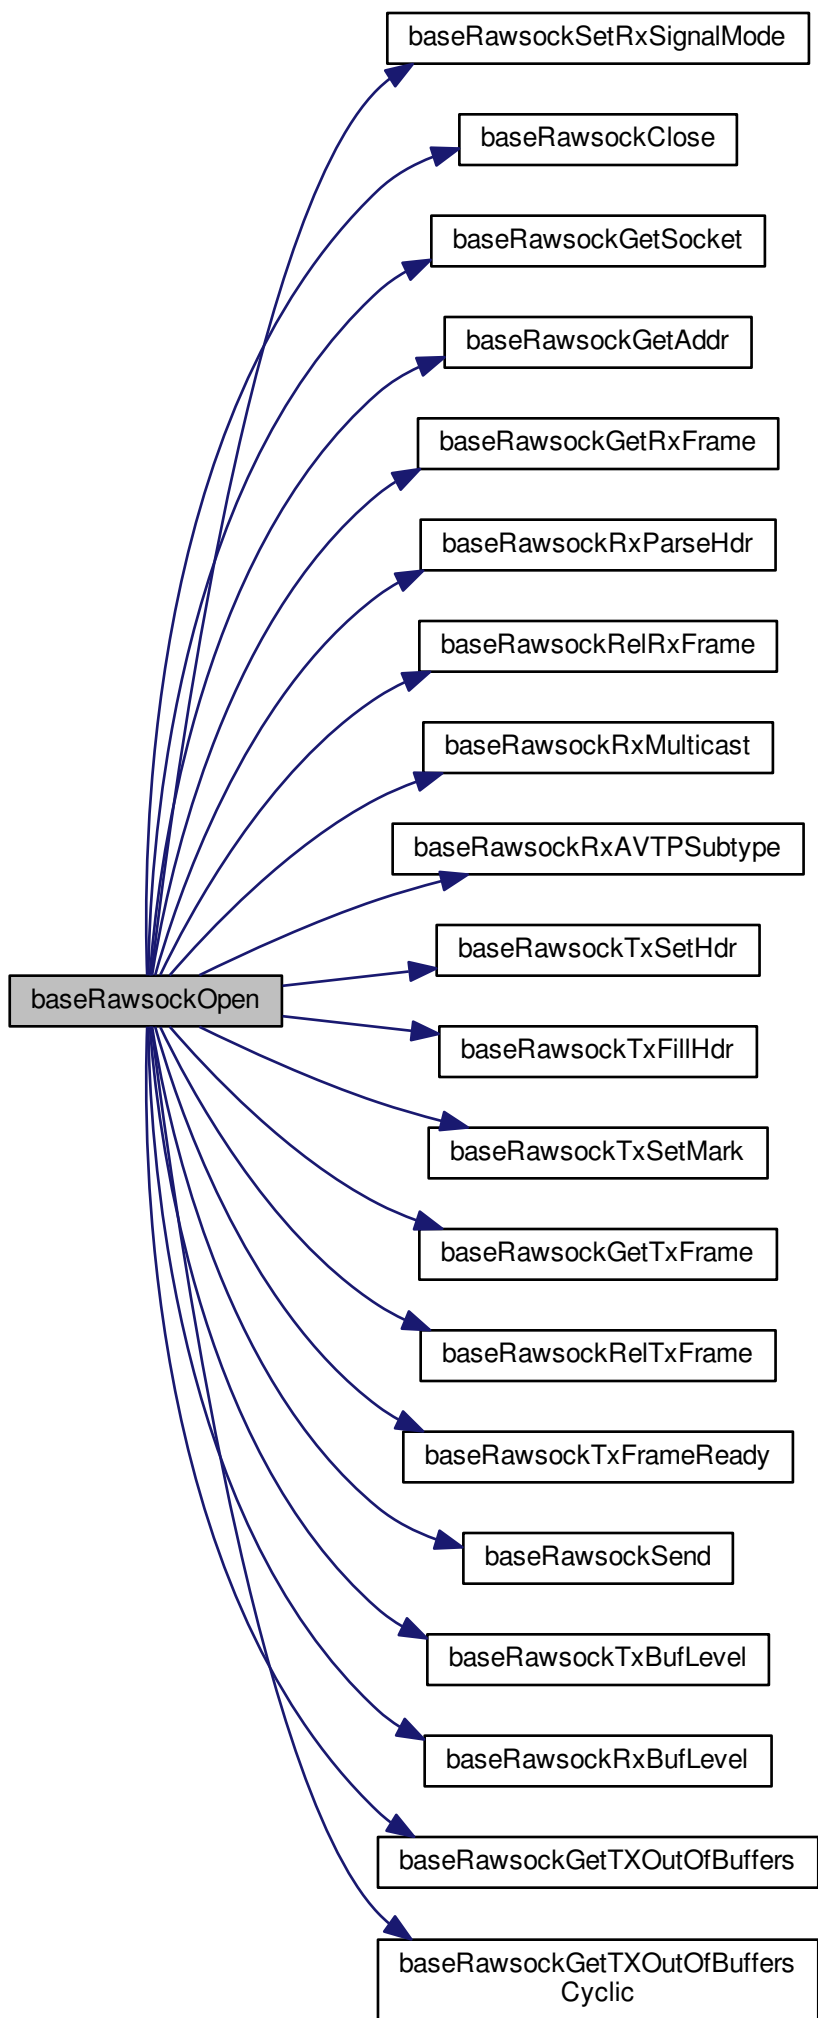 baseRawsockSetRxSignalMode
baseRawsockClose
baseRawsockGetSocket
baseRawsockGetAddr
baseRawsockGetRxFrame
baseRawsockRxParseHdr
baseRawsockRelRxFrame
baseRawsockRxMulticast
baseRawsockRxAVTPSubtype
baseRawsockTxSetHdr
baseRawsockOpen
baseRawsockTxFillHdr
baseRawsockTxSetMark
baseRawsockGetTxFrame
baseRawsockRelTxFrame
baseRawsockTxFrameReady
baseRawsockSend
baseRawsockTxBufLevel
baseRawsockRxBufLevel
baseRawsockGetTXOutOfBuffers
baseRawsockGetTXOutOfBuffers
Cyclic